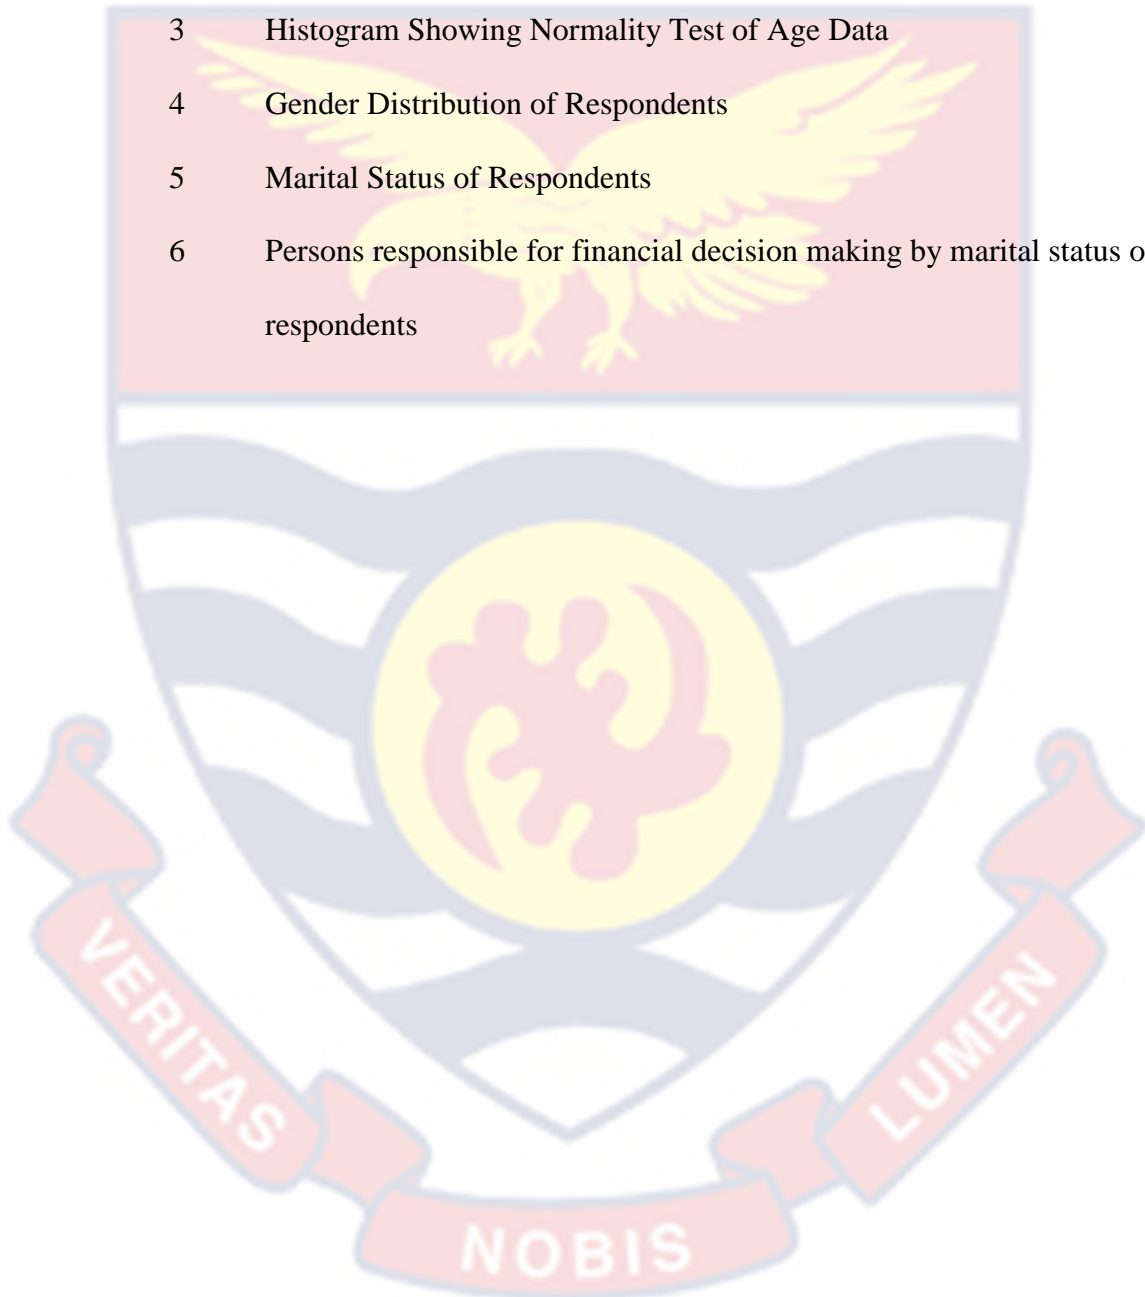 3 Histogram Showing Normality Test of Age Data
4 Gender Distribution of Respondents
5 Marital Status of Respondents
6 Persons responsible for financial decision making by marital status o
respondents
VERITAS
NOBIS
LUMEN